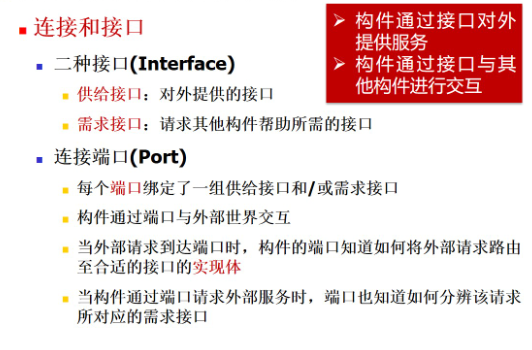 连接和接口
构件通过接口对外
提供服务
构件通过接口与其
他构件进行交互
二种接口(Interface)
供给接口：对外提供的接口
需求接口：请求其他构件帮助所需的接口
连接端口(Port)
每个端口绑定了一组供给接口和/或需求接口
构件通过端口与外部世界交互
当外部请求到达端口时，构件的端口知道如何将外部请求路由
至合适的接口的实现体
当构件通过端口请求外部服务时，端口也知道如何分辨该请求
所对应的需求接口